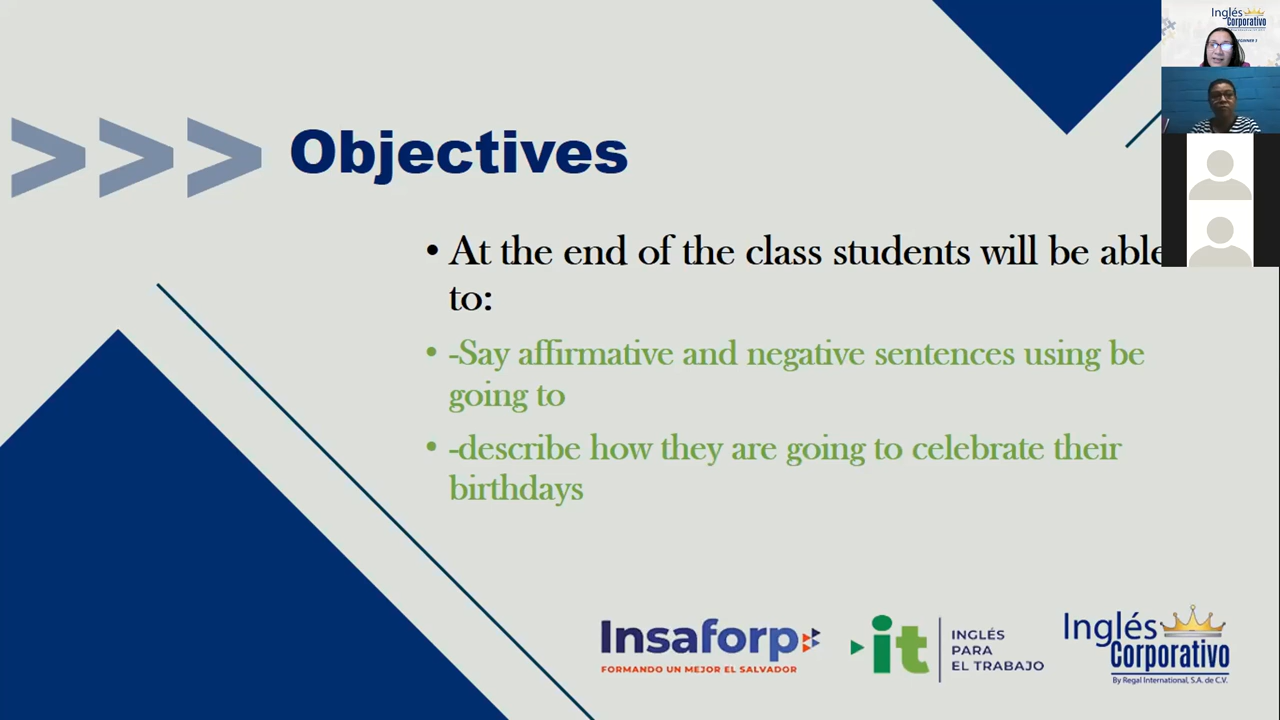 Inglés
Corporativo
>>> Objectives
• At the end of the class students will be able
to:
• -Say affirmative and negative sentences using be
going to
• -describe how they are going to celebrate their
birthdays
Insaforp
FORMANDO UN MEJOR EL SALVADOR
it
INGLÉS
PARA
EL TRABAJO
Inglés
Corporativo
By Regal International, S.A. de C.V.